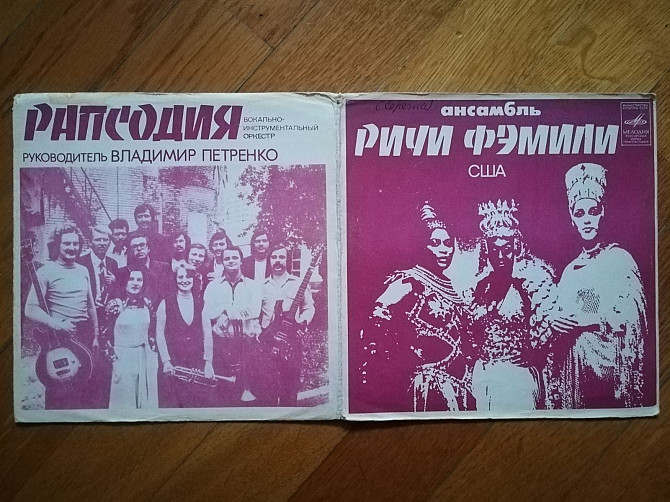 РАПСОДИЯ
ВОКАЛЬНО-
ИНСТРУМЕНТАЛЬНЫЙ
ОРКЕСТР
РУКОВОДИТЕЛЬ ВЛАДИМИР ПЕТРЕНКО
ансамбль
РИЧИ ФЭМИЛИ
США
МЕЛОДИЯ